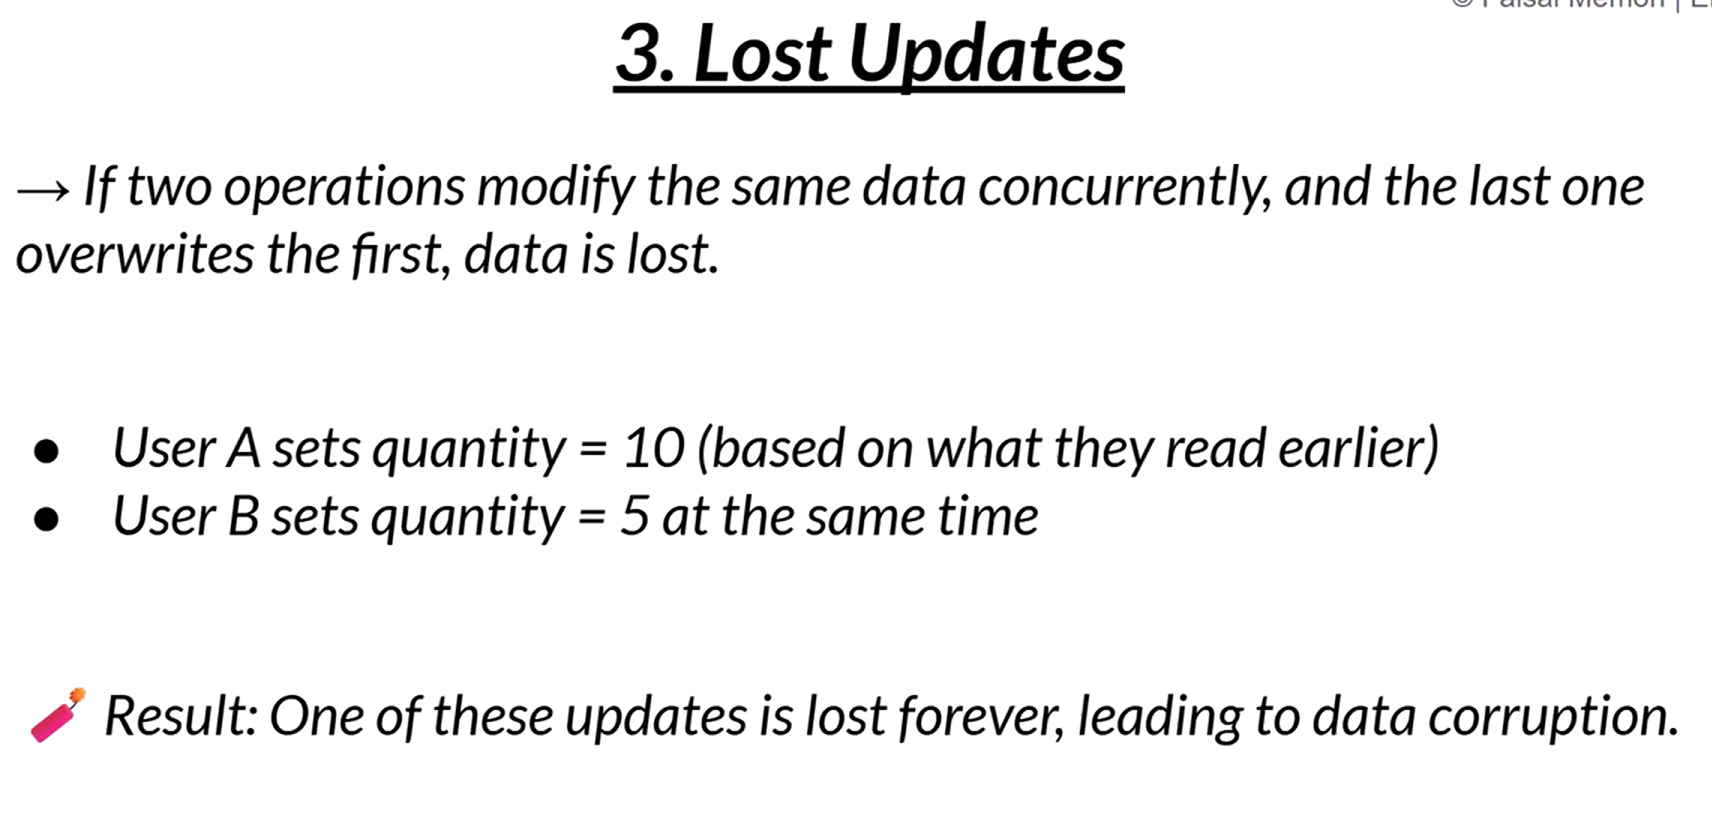 3. Lost Updates
→ If two operations modify the same data concurrently, and the last one
overwrites the first, data is lost.
● User A sets quantity = 10 (based on what they read earlier)
● User B sets quantity = 5 at the same time
🧨 Result: One of these updates is lost forever, leading to data corruption.